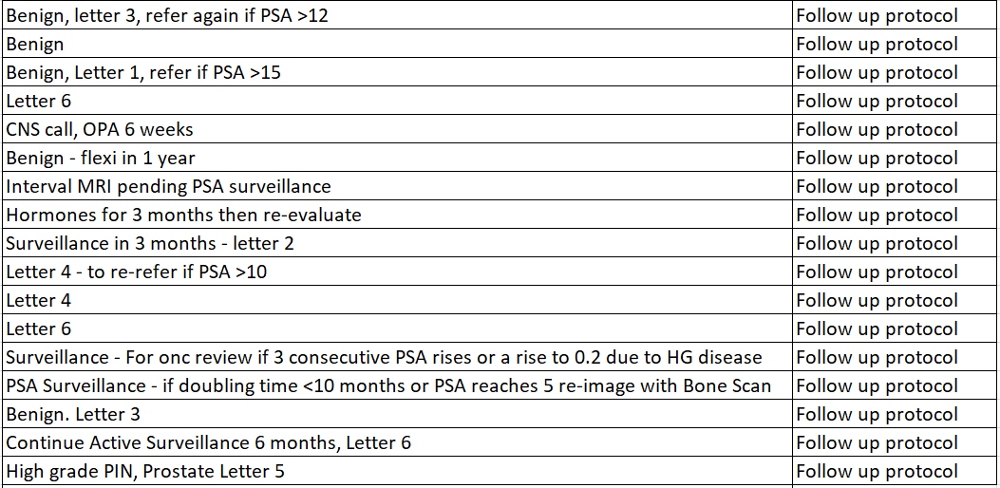 Benign, letter 3, refer again if PSA >12 Follow up protocol
Benign Follow up protocol
Benign, Letter 1, refer if PSA >15 Follow up protocol
Letter 6 Follow up protocol
CNS call, OPA 6 weeks Follow up protocol
Benign - flexi in 1 year Follow up protocol
Interval MRI pending PSA surveillance Follow up protocol
Hormones for 3 months then re-evaluate Follow up protocol
Surveillance in 3 months - letter 2 Follow up protocol
Letter 4 - to re-refer if PSA >10 Follow up protocol
Letter 4 Follow up protocol
Letter 6 Follow up protocol
Surveillance - For onc review if 3 consecutive PSA rises or a rise to 0.2 due to HG disease Follow up protocol
PSA Surveillance - if doubling time <10 months or PSA reaches 5 re-image with Bone Scan Follow up protocol
Benign. Letter 3 Follow up protocol
Continue Active Surveillance 6 months, Letter 6 Follow up protocol
High grade PIN, Prostate Letter 5 Follow up protocol